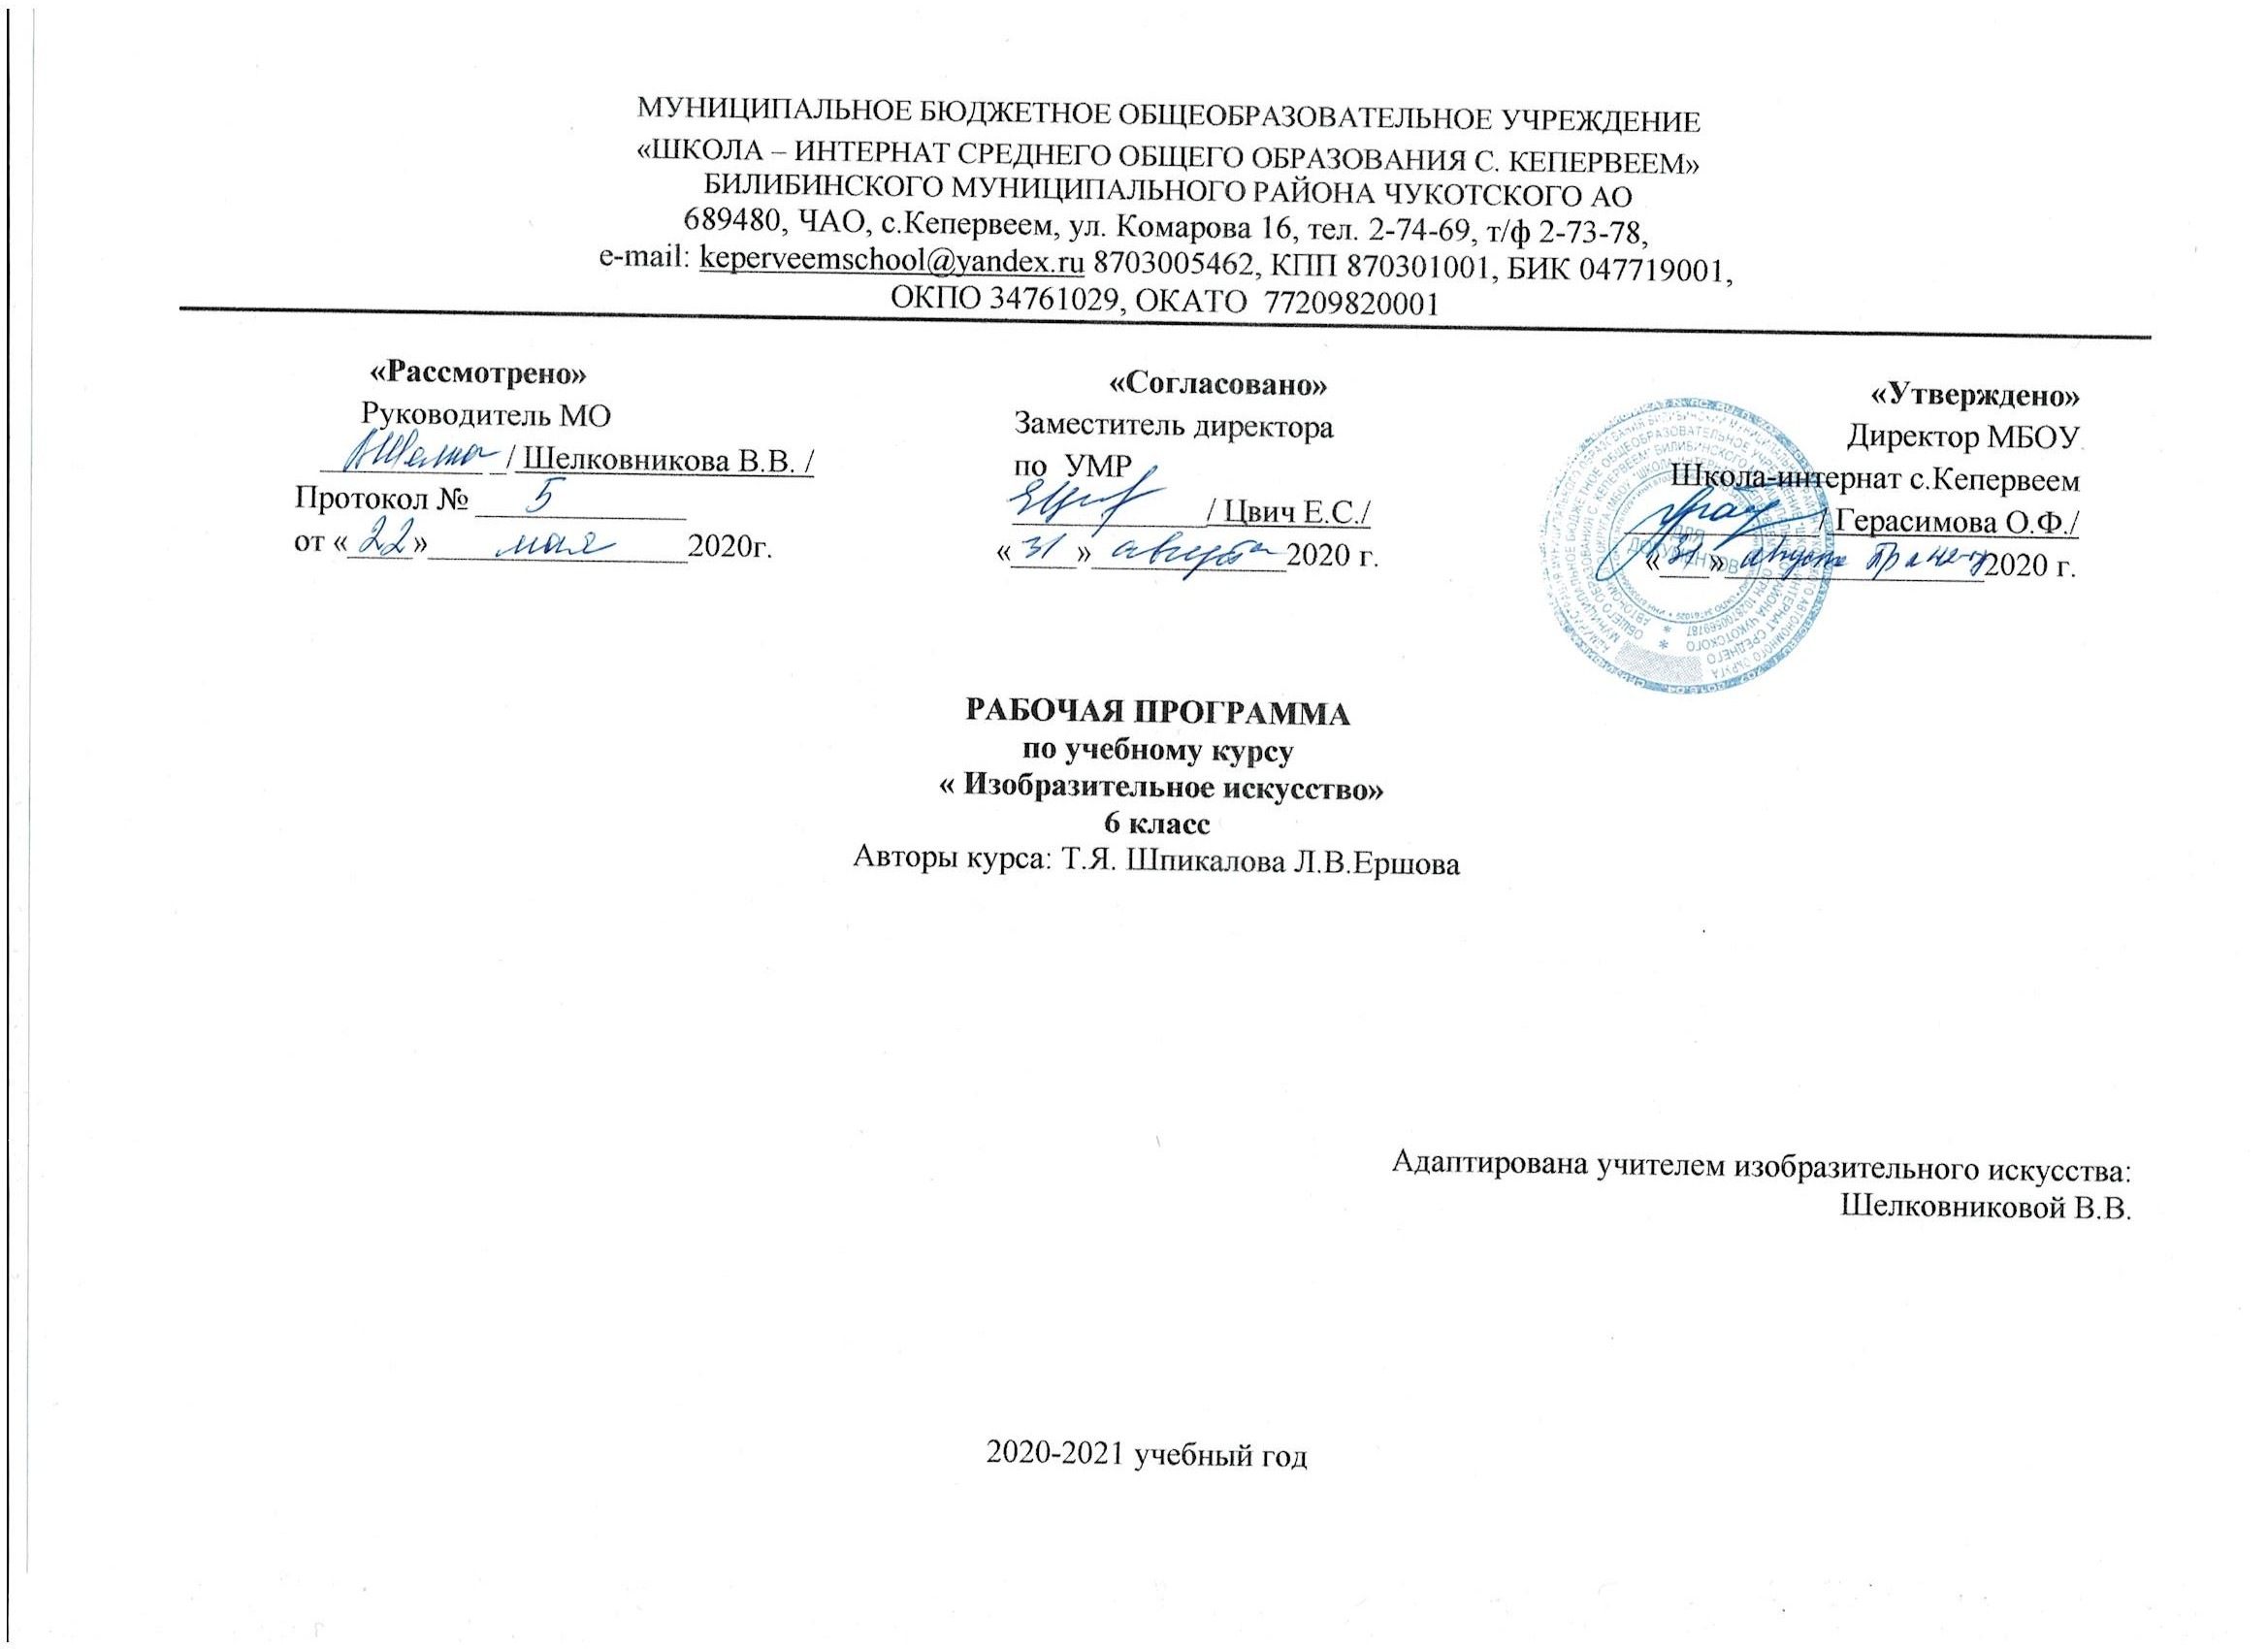 МУНИЦИПАЛЬНОЕ БЮДЖЕТНОЕ ОБЩЕОБРАЗОВАТЕЛЬНОЕ УЧРЕЖДЕНИЕ
«ШКОЛА – ИНТЕРНАТ СРЕДНЕГО ОБЩЕГО ОБРАЗОВАНИЯ С. КЕПЕРВЕЕМ»
БИЛИБИНСКОГО МУНИЦИПАЛЬНОГО РАЙОНА ЧУКОТСКОГО АО
689480, ЧАО, с.Кепервеем, ул. Комарова 16, тел. 2-74-69, т/ф 2-73-78,
e-mail: keperveemschool@yandex.ru 8703005462, КПП 870301001, БИК 047719001,
ОКПО 34761029, ОКАТО 77209820001
«Рассмотрено»
Руководитель МО
/ Шелковникова В.В. /
Протокол № 5
от «22» мая 2020г.
«Согласовано»
Заместитель директора
по УМР
/ Цвич Е.С./
«31» августа 2020 г.
«Утверждено»
Директор МБОУ
Школа-интернат с.Кепервеем
/ Герасимова О.Ф./
«31» августа 2020 г.
ДЛЯ
ДОКУМЕНТОВ
РАБОЧАЯ ПРОГРАММА
по учебному курсу
« Изобразительное искусство»
6 класс
Авторы курса: Т.Я. Шпикалова Л.В.Ершова
Адаптирована учителем изобразительного искусства:
Шелковниковой В.В.
2020-2021 учебный год